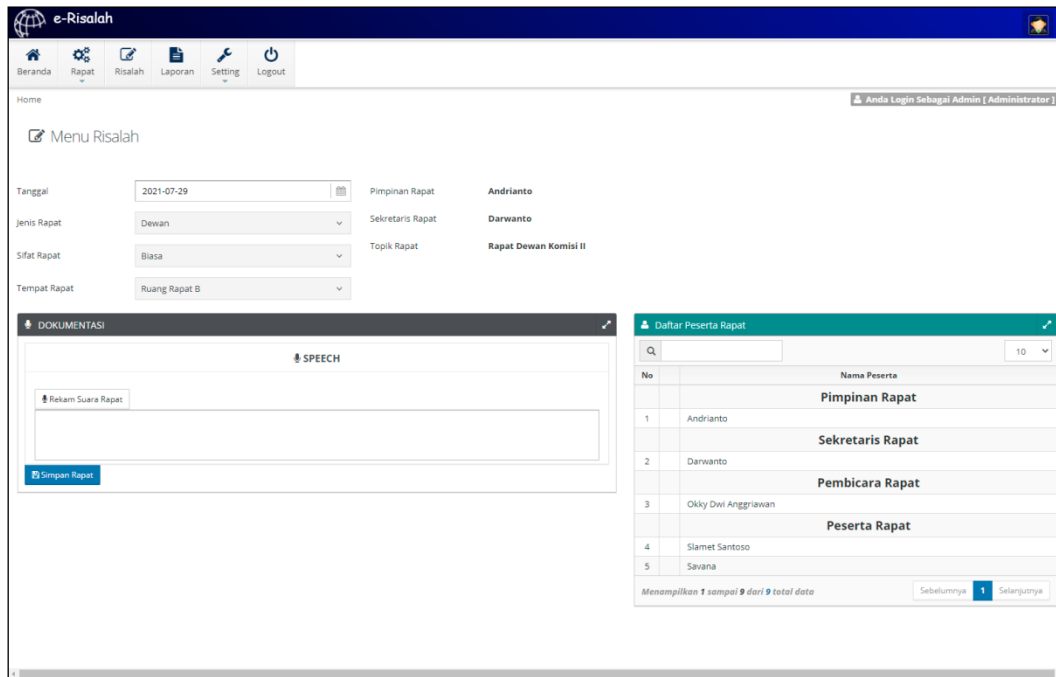 e-Risalah
Beranda Rapat Risalah Laporan Setting Logout
Home
Anda Login Sebagai Admin [ Administrator ]
Menu Risalah
Tanggal 2021-07-29 Pimpinan Rapat Andrianto
Jenis Rapat Dewan Sekretaris Rapat Darwanto
Sifat Rapat Biasa Topik Rapat Rapat Dewan Komisi II
Tempat Rapat Ruang Rapat B
DOKUMENTASI
SPEECH
Rekam Suara Rapat
Simpan Rapat
Daftar Peserta Rapat
10
No Nama Peserta
Pimpinan Rapat
1 Andrianto
Sekretaris Rapat
2 Darwanto
Pembicara Rapat
3 Okky Dwi Anggriawan
Peserta Rapat
4 Slamet Santoso
5 Savana
Menampilkan 1 sampai 9 dari 9 total data
Sebelumnya 1 Selanjutnya